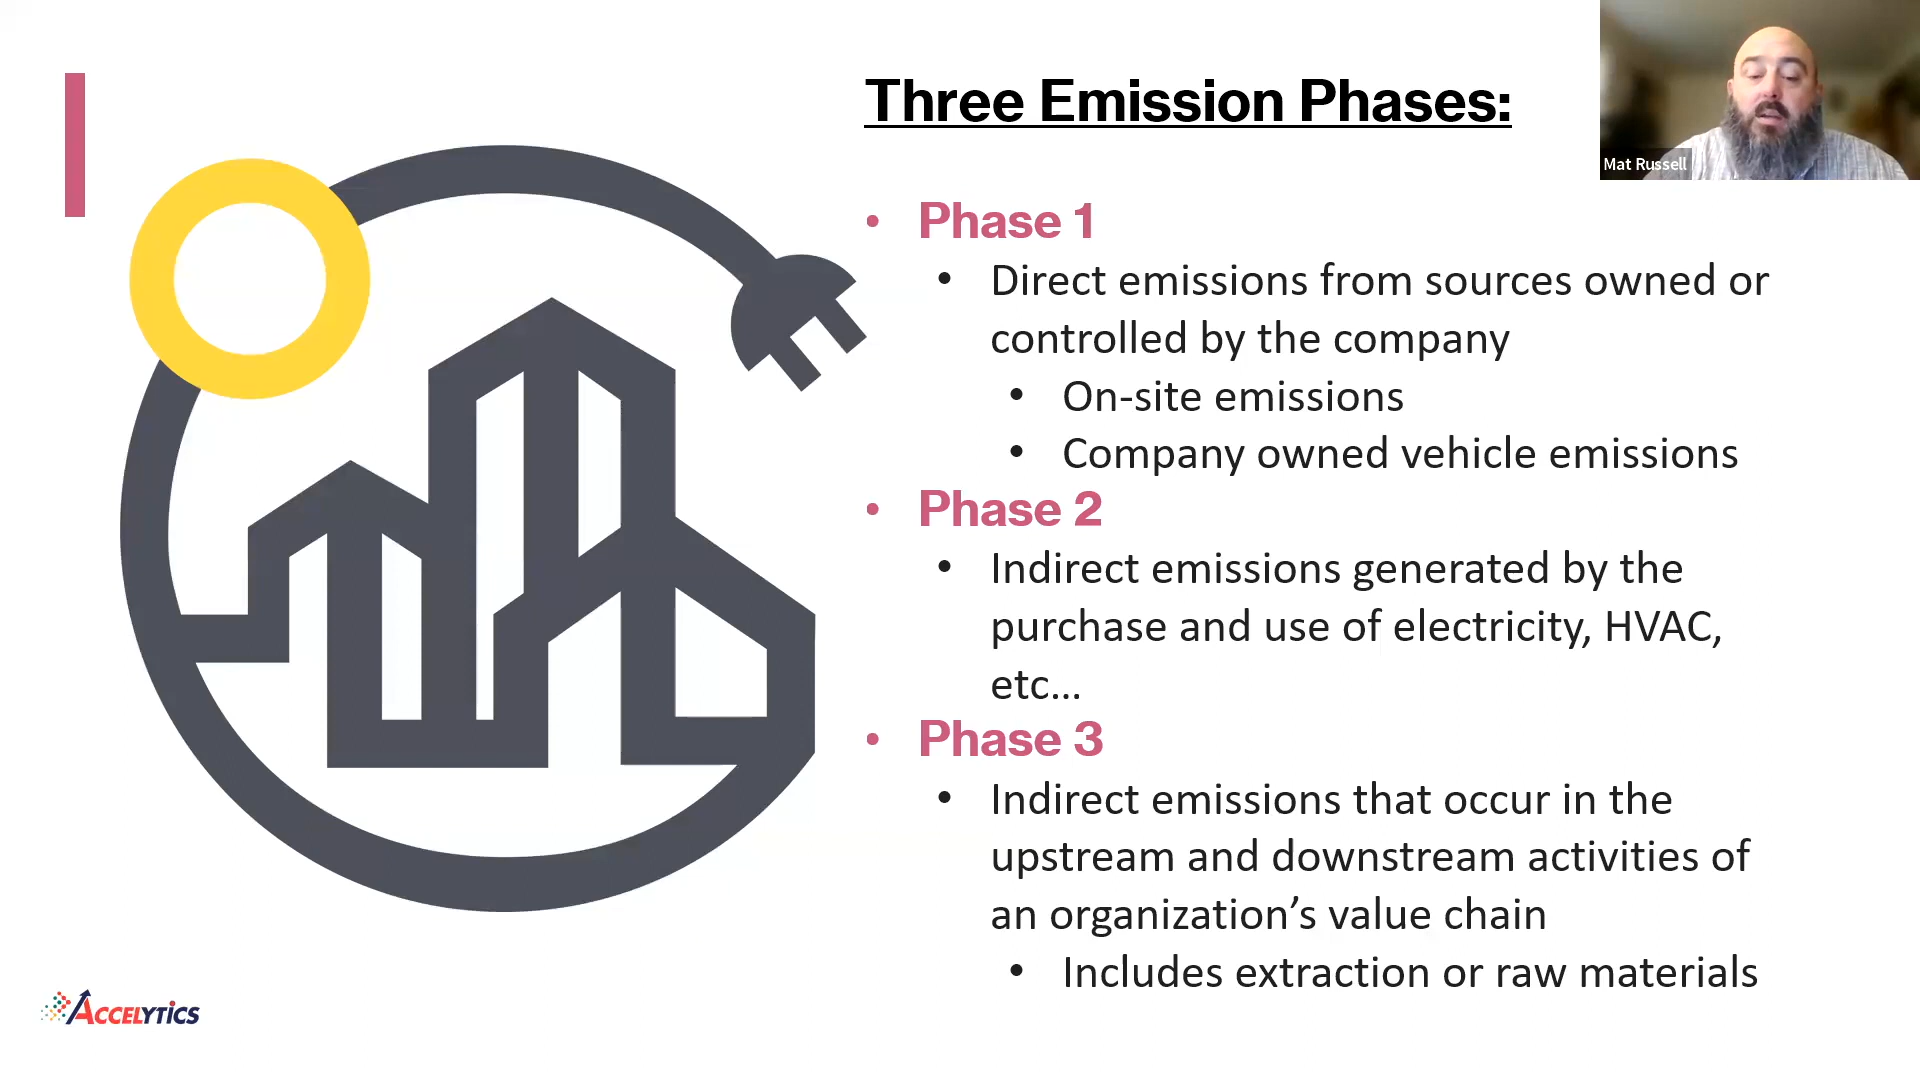 Three Emission Phases:
Mat Russell
• Phase 1
• Direct emissions from sources owned or
controlled by the company
• On-site emissions
• Company owned vehicle emissions
• Phase 2
• Indirect emissions generated by the
purchase and use of electricity, HVAC,
etc...
• Phase 3
• Indirect emissions that occur in the
upstream and downstream activities of
an organization’s value chain
• Includes extraction or raw materials
ACCELYTICS